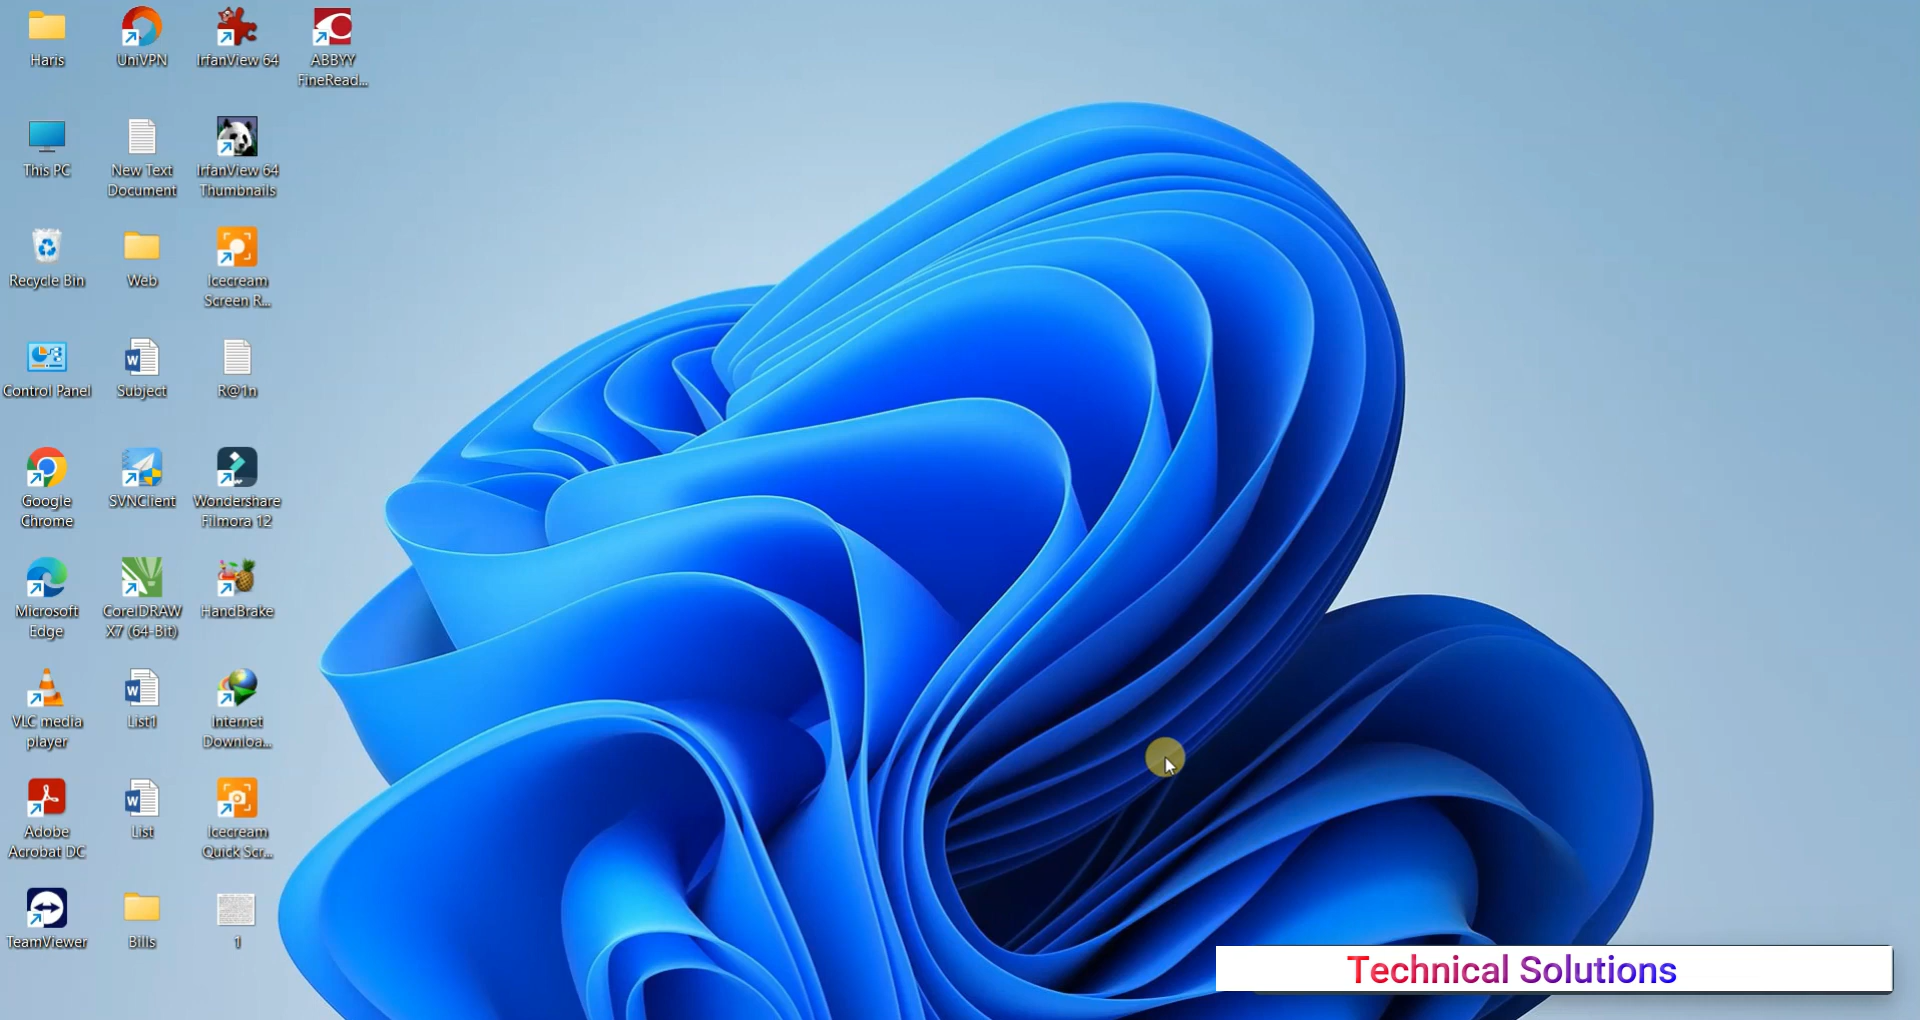 Haris
UniVPN
IrfanView 64
ABBYY
FineRead...
This PC
New Text
Document
IrfanView 64
Thumbnails
Recycle Bin
Web
Icecream
Screen R...
Control Panel
Subject
R@1n
Google
Chrome
SVNClient
Wondershare
Filmora 12
Microsoft
Edge
CorelDRAW
X7 (64-Bit)
HandBrake
VLC media
player
List1
Internet
Downloa...
Adobe
Acrobat DC
List
Icecream
Quick Scr...
TeamViewer
Bills
1
Technical Solutions